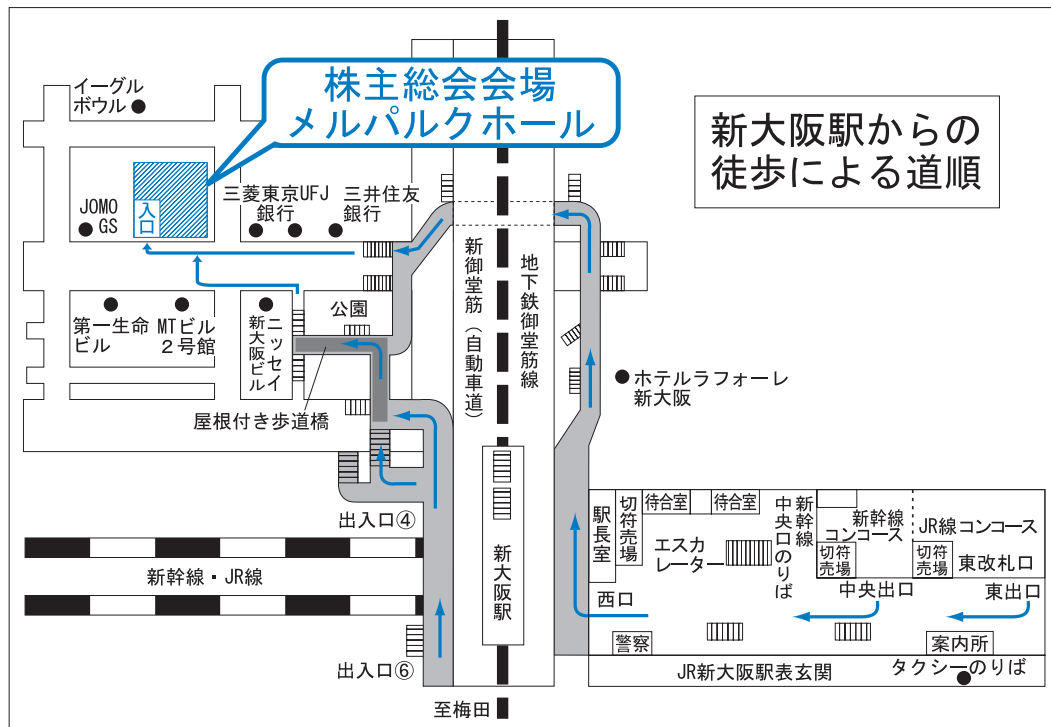 イーグル
ボウル
株主総会会場
メルパルクホール
新大阪駅からの
徒歩による道順
JOMO
GS
入口
三菱東京UFJ
銀行
三井住友
銀行
新御堂筋（自動車道）
地下鉄御堂筋線
第一生命
ビル
MTビル
2号館
ニッセイ
新大阪ビル
公園
屋根付き歩道橋
ホテルラフォーレ
新大阪
出入口④
新幹線・JR線
出入口⑥
新大阪駅
至梅田
駅長室
切符売場
待合室
待合室
エスカ
レーター
新幹線
中央口のりば
新幹線
コンコース
切符
売場
JR線コンコース
切符
売場
東改札口
西口
中央出口
東出口
警察
案内所
JR新大阪駅表玄関
タクシーのりば